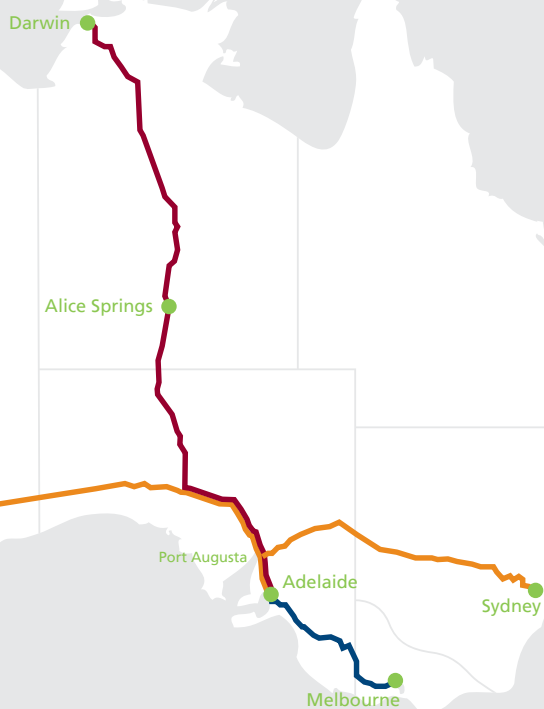 Darwin
Alice Springs
Port Augusta
Adelaide
Sydney
Melbourne